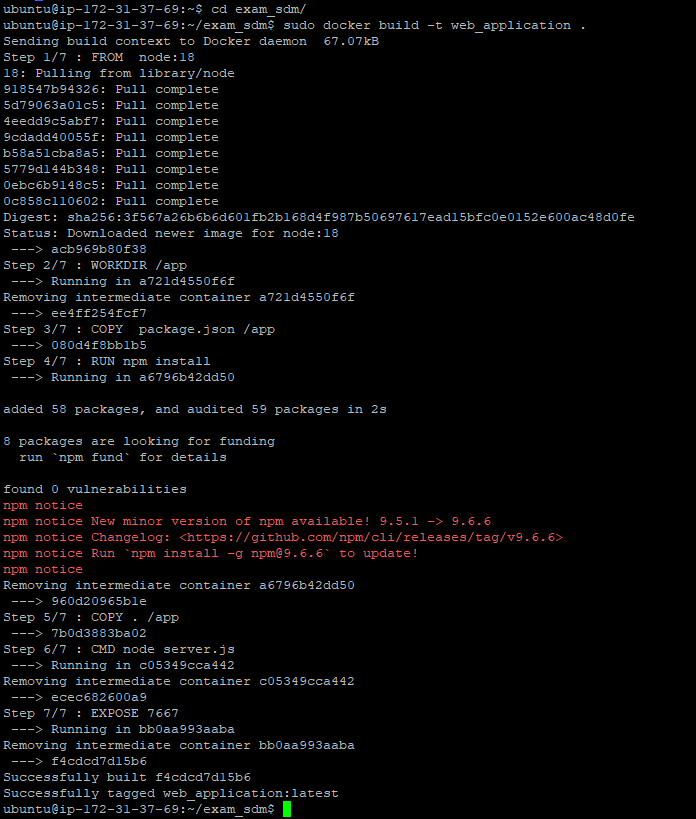 ubuntu@ip-172-31-37-69:~$ cd exam_sdm/
ubuntu@ip-172-31-37-69:~/exam_sdm$ sudo docker build -t web_application .
Sending build context to Docker daemon  67.07kB
Step 1/7 : FROM  node:18
18: Pulling from library/node
918547b94326: Pull complete
5d79063a01c5: Pull complete
4eedd9c5abf7: Pull complete
9cdadd40055f: Pull complete
b58a51cba8a5: Pull complete
5779d144b348: Pull complete
0ebc6b9148c5: Pull complete
0c858c110602: Pull complete
Digest: sha256:3f567a26b6b6d601fb2b168d4f987b50697617ead15bfc0e0152e600ac48d0fe
Status: Downloaded newer image for node:18
 ---> acb969b80f38
Step 2/7 : WORKDIR /app
 ---> Running in a721d4550f6f
Removing intermediate container a721d4550f6f
 ---> ee4ff254fcf7
Step 3/7 : COPY  package.json /app
 ---> 080d4f8bb1b5
Step 4/7 : RUN npm install
 ---> Running in a6796b42dd50
added 58 packages, and audited 59 packages in 2s
8 packages are looking for funding
  run `npm fund` for details
found 0 vulnerabilities
npm notice
npm notice New minor version of npm available! 9.5.1 -> 9.6.6
npm notice Changelog: <https://github.com/npm/cli/releases/tag/v9.6.6>
npm notice Run `npm install -g npm@9.6.6` to update!
npm notice
Removing intermediate container a6796b42dd50
 ---> 960d20965b1e
Step 5/7 : COPY . /app
 ---> 7b0d3883ba02
Step 6/7 : CMD node server.js
 ---> Running in c05349cca442
Removing intermediate container c05349cca442
 ---> ecec682600a9
Step 7/7 : EXPOSE 7667
 ---> Running in bb0aa993aaba
Removing intermediate container bb0aa993aaba
 ---> f4cdcd7d15b6
Successfully built f4cdcd7d15b6
Successfully tagged web_application:latest
ubuntu@ip-172-31-37-69:~/exam_sdm$